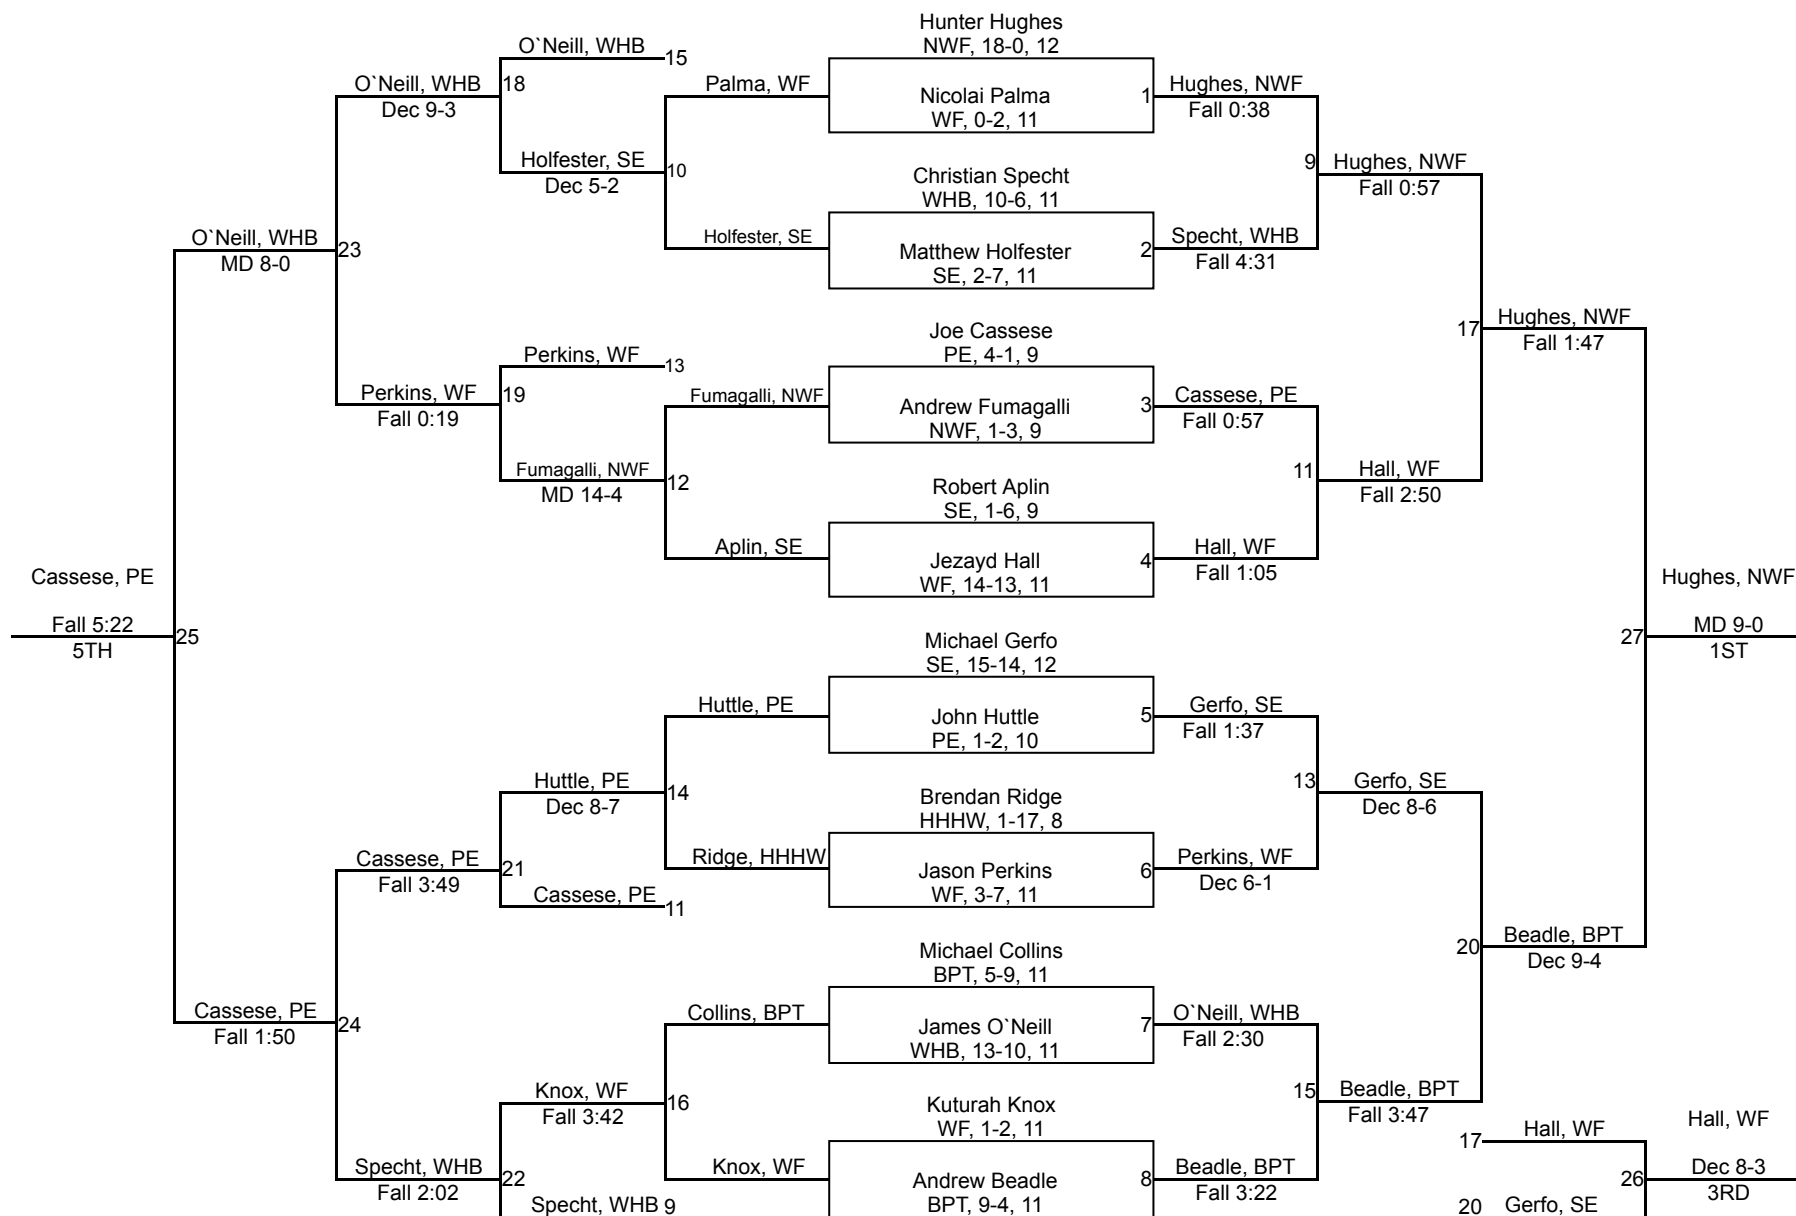 Hunter Hughes
NWF, 18-0, 12
O`Neill, WHB
15
O`Neill, WHB
18
Dec 9-3
Palma, WF
Nicolai Palma
WF, 0-2, 11
1
Hughes, NWF
Fall 0:38
Holfester, SE
10
Dec 5-2
Christian Specht
WHB, 10-6, 11
9
Hughes, NWF
Fall 0:57
O`Neill, WHB
23
MD 8-0
Holfester, SE
Matthew Holfester
SE, 2-7, 11
2
Specht, WHB
Fall 4:31
Joe Cassese
PE, 4-1, 9
17
Hughes, NWF
Fall 1:47
Perkins, WF
13
Perkins, WF
19
Fall 0:19
Fumagalli, NWF
Andrew Fumagalli
NWF, 1-3, 9
3
Cassese, PE
Fall 0:57
Fumagalli, NWF
12
MD 14-4
Robert Aplin
SE, 1-6, 9
11
Hall, WF
Fall 2:50
Aplin, SE
Jezayd Hall
WF, 14-13, 11
4
Hall, WF
Fall 1:05
Cassese, PE
Fall 5:22
25
5TH
Hughes, NWF
27
MD 9-0
1ST
Michael Gerfo
SE, 15-14, 12
Huttle, PE
John Huttle
PE, 1-2, 10
5
Gerfo, SE
Fall 1:37
Huttle, PE
14
Dec 8-7
Brendan Ridge
HHHW, 1-17, 8
13
Gerfo, SE
Dec 8-6
Cassese, PE
21
Fall 3:49
Ridge, HHHW
Jason Perkins
WF, 3-7, 11
6
Perkins, WF
Dec 6-1
Cassese, PE
11
Michael Collins
BPT, 5-9, 11
20
Beadle, BPT
Dec 9-4
Cassese, PE
24
Fall 1:50
Collins, BPT
James O`Neill
WHB, 13-10, 11
7
O`Neill, WHB
Fall 2:30
Knox, WF
16
Fall 3:42
Kuturah Knox
WF, 1-2, 11
15
Beadle, BPT
Fall 3:47
Specht, WHB
22
Fall 2:02
Knox, WF
Andrew Beadle
BPT, 9-4, 11
8
Beadle, BPT
Fall 3:22
Specht, WHB
9
17
Hall, WF
Hall, WF
26
Dec 8-3
3RD
20
Gerfo, SE